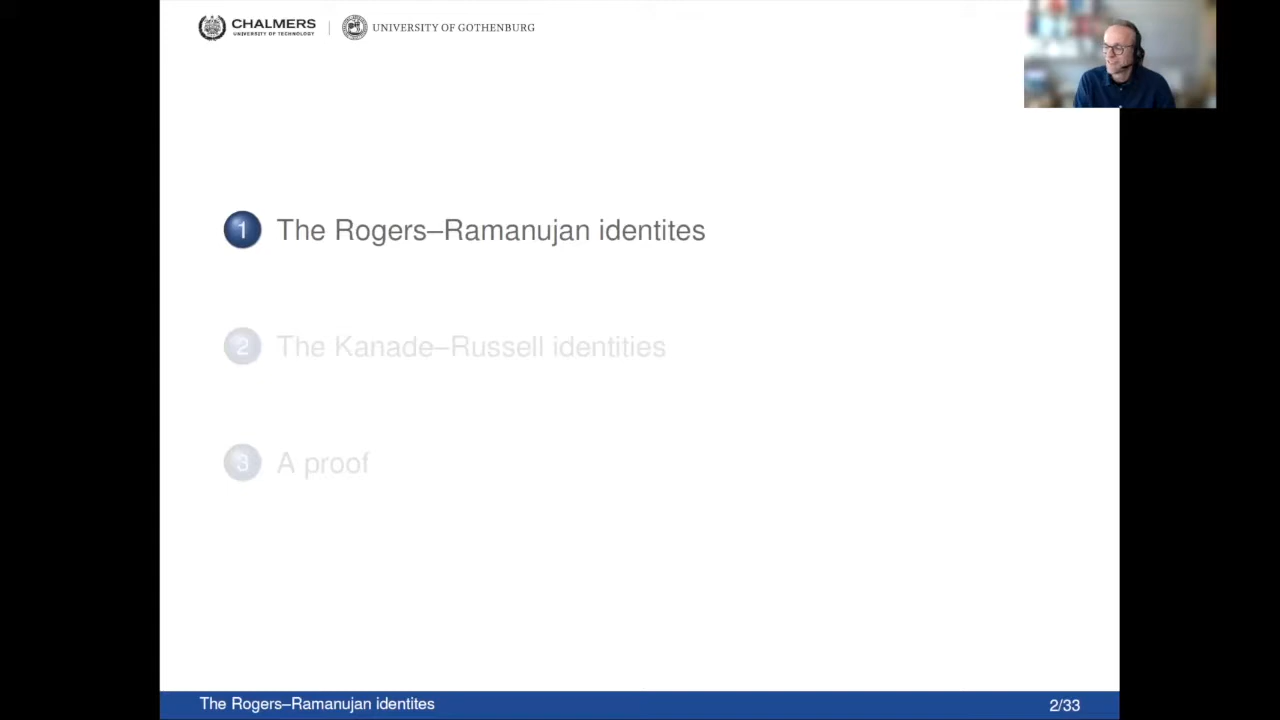 CHALMERS
UNIVERSITY OF TECHNOLOGY
UNIVERSITY OF GOTHENBURG
1 The Rogers–Ramanujan identites
2 The Kanade–Russell identities
3 A proof
The Rogers–Ramanujan identites
2/33